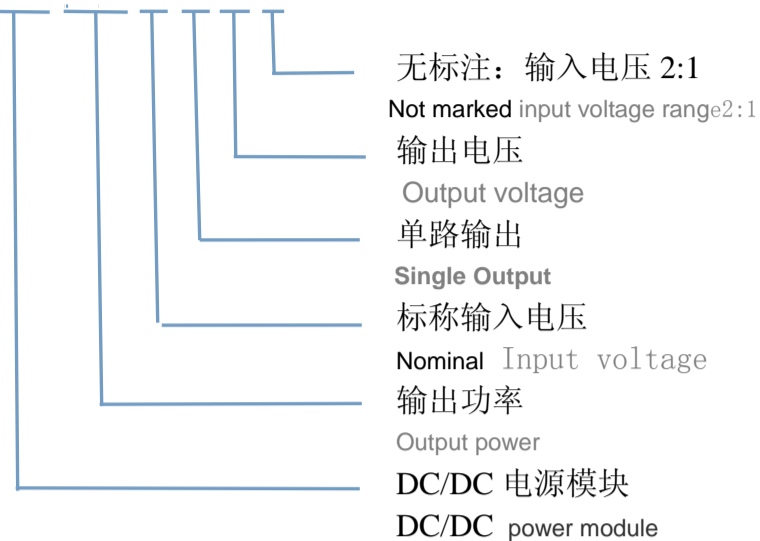 无标注：输入电压 2:1
Not marked input voltage range2:1
输出电压
Output voltage
单路输出
Single Output
标称输入电压
Nominal Input voltage
输出功率
Output power
DC/DC 电源模块
DC/DC power module